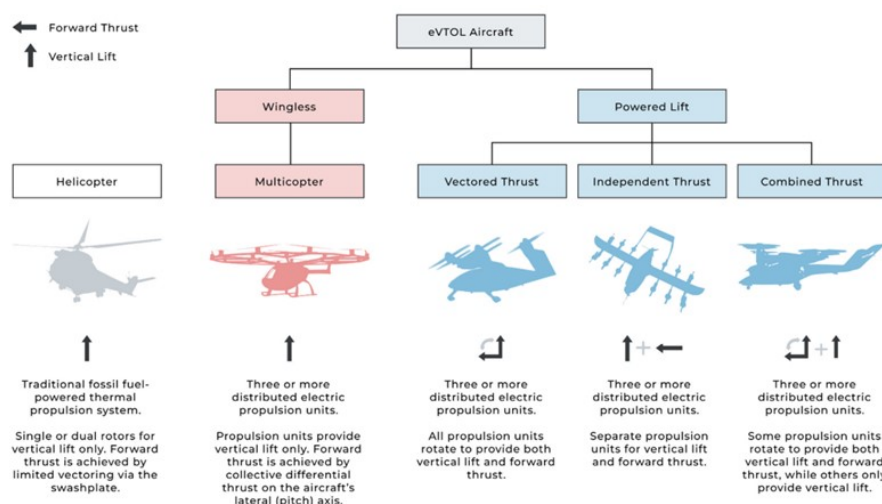 Forward Thrust
Vertical Lift
eVTOL Aircraft
Wingless
Powered Lift
Helicopter
Multicopter
Vectored Thrust
Independent Thrust
Combined Thrust
Traditional fossil fuel-
powered thermal
propulsion system.
Single or dual rotors for
vertical lift only. Forward
thrust is achieved by
limited vectoring via the
swashplate.
Three or more
distributed electric
propulsion units.
Propulsion units provide
vertical lift only. Forward
thrust is achieved by
collective differential
thrust on the aircraft's
lateral (pitch) axis.
Three or more
distributed electric
propulsion units.
All propulsion units
rotate to provide both
vertical lift and forward
thrust.
Three or more
distributed electric
propulsion units.
Separate propulsion
units for vertical lift
and forward thrust.
Three or more
distributed electric
propulsion units.
Some propulsion units
rotate to provide both
vertical lift and forward
thrust, while others only
provide vertical lift.